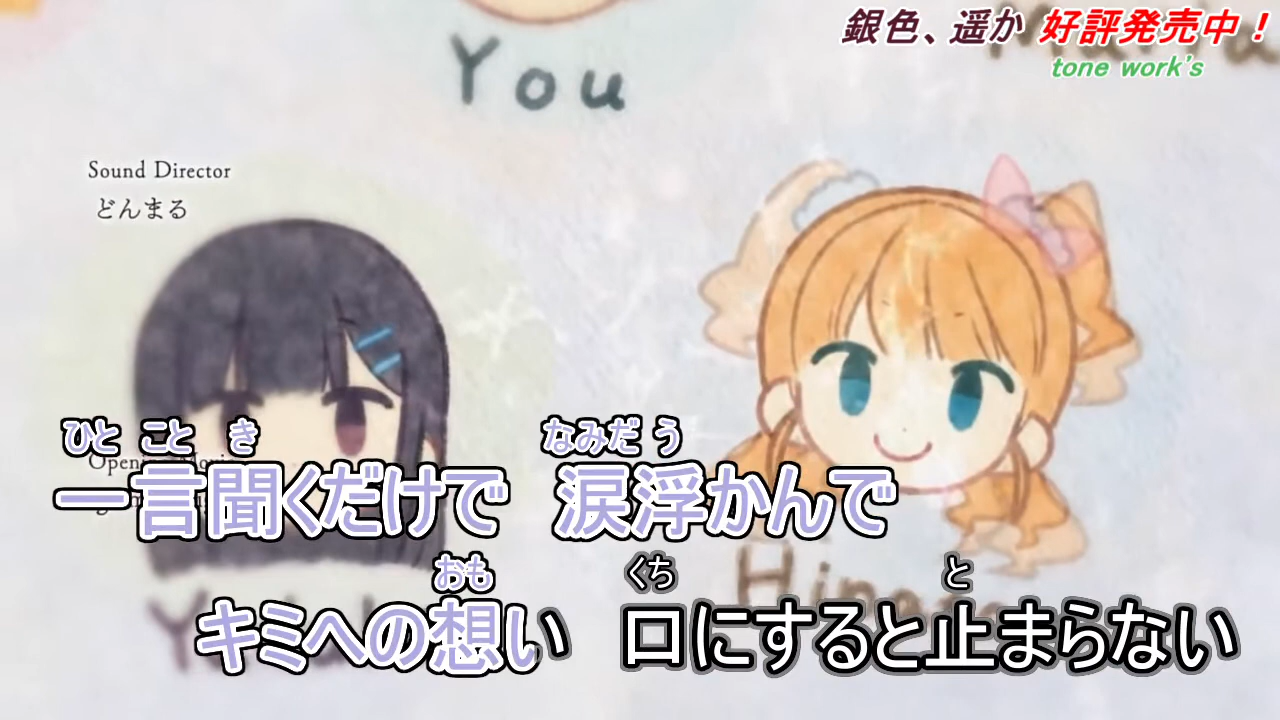 銀色、遥か 好評発売中！
tone work's
You
Sound Director
どんまる
ひと こと き なみだ う
一言聞くだけで 涙浮かんで
おも くち と
キミへの想い 口にすると止まらない